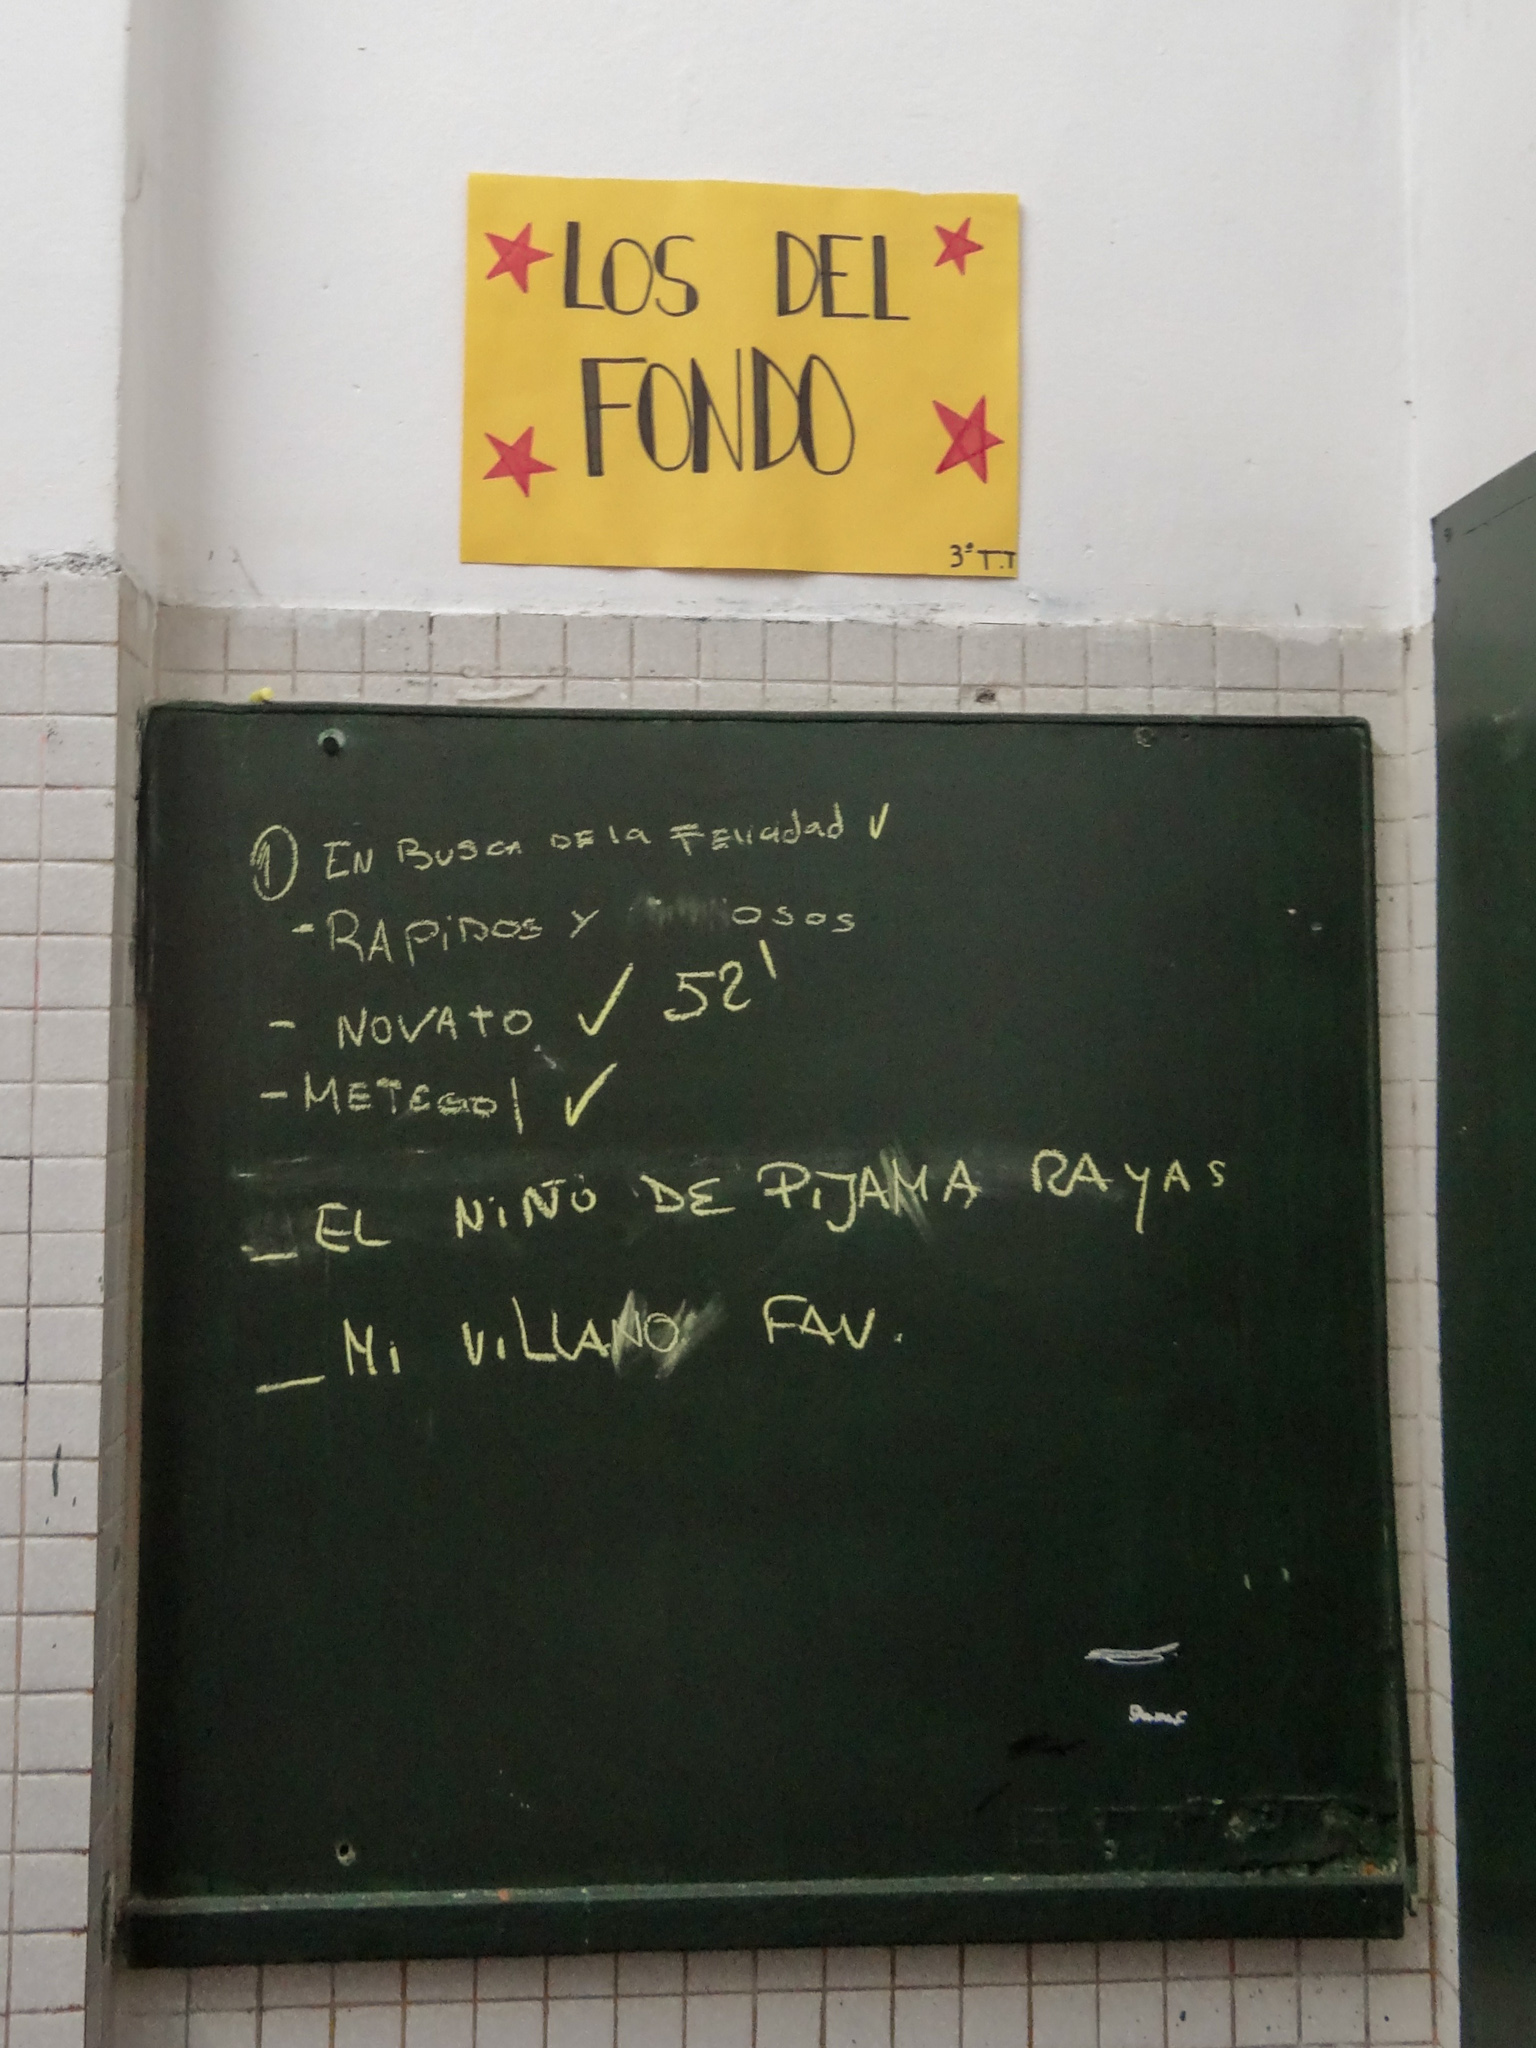 LOS DEL
FONDO
3° T.T
① EN BUSCA DE LA FELICIDAD ✓
- RAPIDOS Y OSOS
- NOVATO ✓ 52'
- METEGOL ✓
_ EL NIÑO DE PIJAMA RAYAS
_ MI VILLANO FAV.